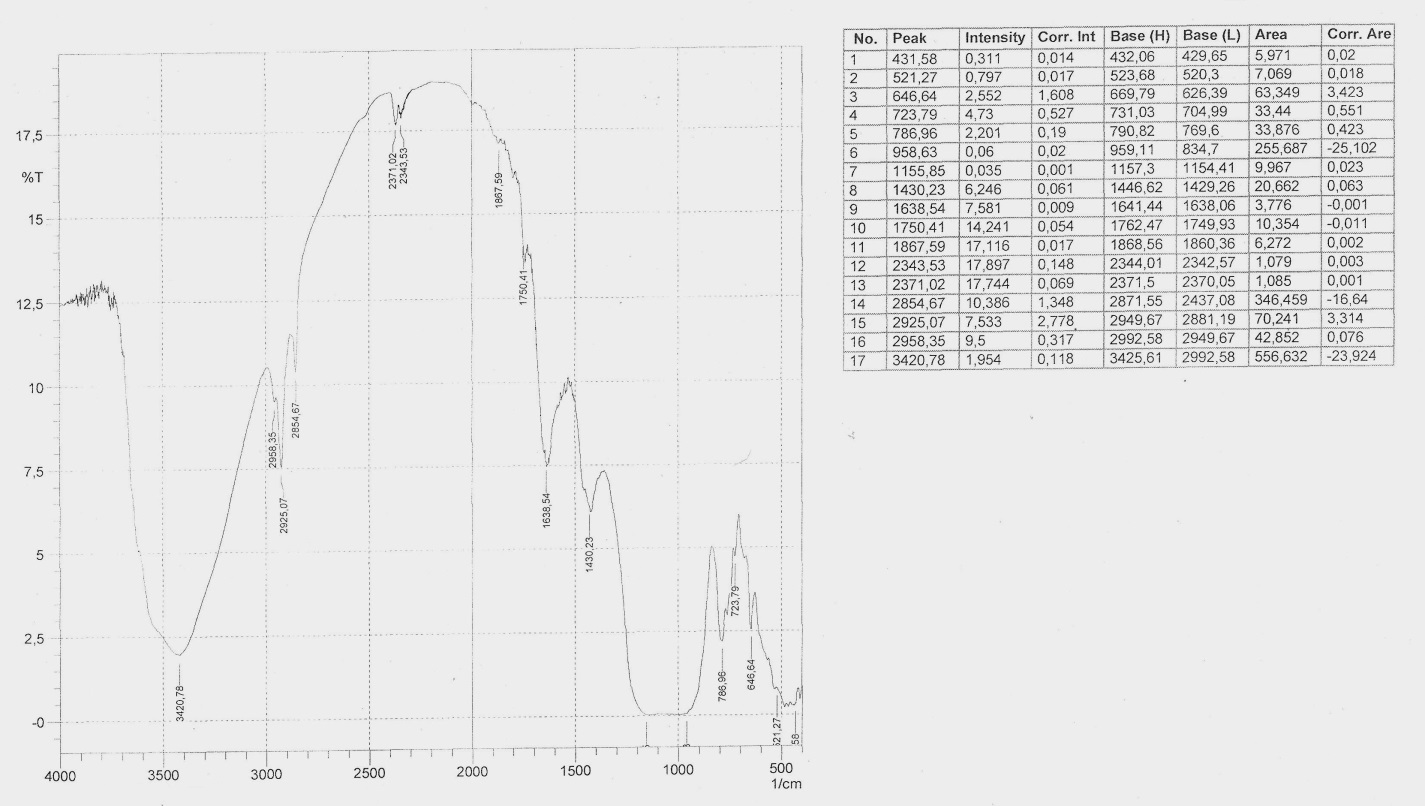 17,5
%T
15
12,5
10
7,5
5
2,5
-0
4000 3500 3000 2500 2000 1500 1000 500
1/cm
3420,78
2958,35
2925,07
2854,67
2371,02
2343,53
1867,59
1750,41
1638,54
1430,23
786,96
723,79
646,64
521,27
58
No. Peak Intensity Corr. Int Base (H) Base (L) Area Corr. Are
1 431,58 0,311 0,014 432,06 429,65 5,971 0,02
2 521,27 0,797 0,017 523,68 520,3 7,069 0,018
3 646,64 2,552 1,608 669,79 626,39 63,349 3,423
4 723,79 4,73 0,527 731,03 704,99 33,44 0,551
5 786,96 2,201 0,19 790,82 769,6 33,876 0,423
6 958,63 0,06 0,02 959,11 834,7 255,687 -25,102
7 1155,85 0,035 0,001 1157,3 1154,41 9,967 0,023
8 1430,23 6,246 0,061 1446,62 1429,26 20,662 0,063
9 1638,54 7,581 0,009 1641,44 1638,06 3,776 -0,001
10 1750,41 14,241 0,054 1762,47 1749,93 10,354 -0,011
11 1867,59 17,116 0,017 1868,56 1860,36 6,272 0,002
12 2343,53 17,897 0,148 2344,01 2342,57 1,079 0,003
13 2371,02 17,744 0,069 2371,5 2370,05 1,085 0,001
14 2854,67 10,386 1,348 2871,55 2437,08 346,459 -16,64
15 2925,07 7,533 2,778 2949,67 2881,19 70,241 3,314
16 2958,35 9,5 0,317 2992,58 2949,67 42,852 0,076
17 3420,78 1,954 0,118 3425,61 2992,58 556,632 -23,924